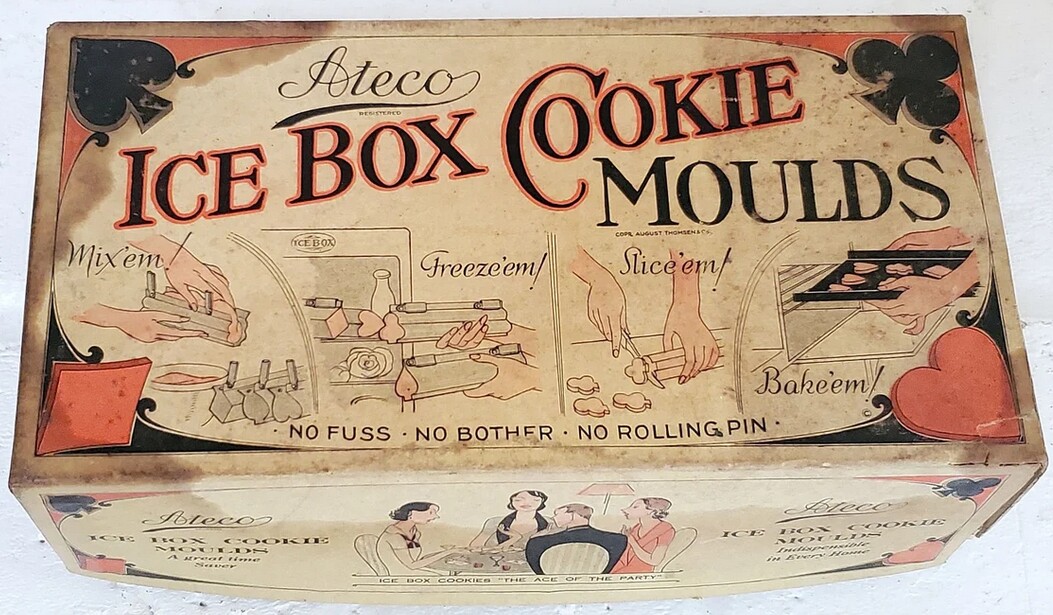 Ateco
REGISTERED
ICE BOX COOKIE
MOULDS
COPR. AUGUST THOMSEN & CO.
ICE BOX
Mix'em
Freeze'em!
Slice'em!
Bake'em!
· NO FUSS · NO BOTHER · NO ROLLING PIN ·
Ateco
ICE BOX COOKIE
MOULDS
A great time
Saver
ICE BOX COOKIES "THE ACE OF THE PARTY"
Ateco
ICE BOX COOKIE
MOULDS
Indispensible
in Every Home